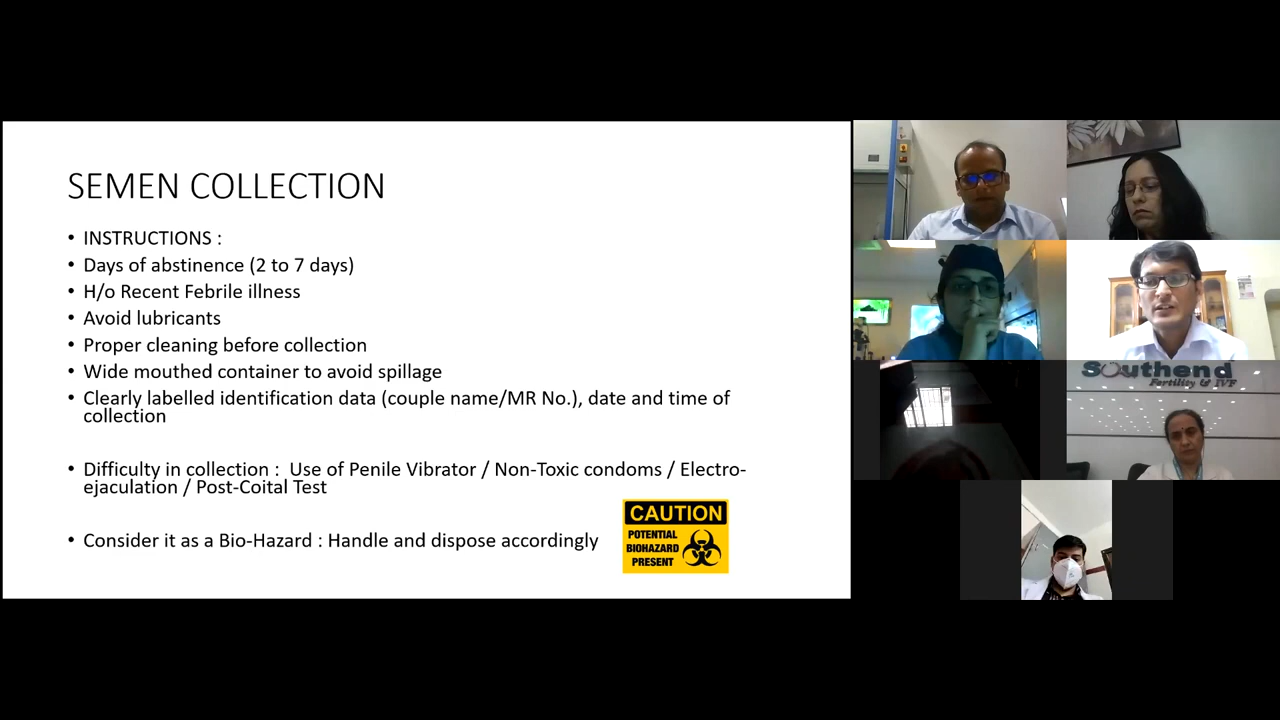 SEMEN COLLECTION
• INSTRUCTIONS :
• Days of abstinence (2 to 7 days)
• H/o Recent Febrile illness
• Avoid lubricants
• Proper cleaning before collection
• Wide mouthed container to avoid spillage
• Clearly labelled identification data (couple name/MR No.), date and time of
collection
• Difficulty in collection : Use of Penile Vibrator / Non-Toxic condoms / Electro-
ejaculation / Post-Coital Test
• Consider it as a Bio-Hazard : Handle and dispose accordingly
CAUTION
POTENTIAL
BIOHAZARD
PRESENT
Southend
Fertility & IVF